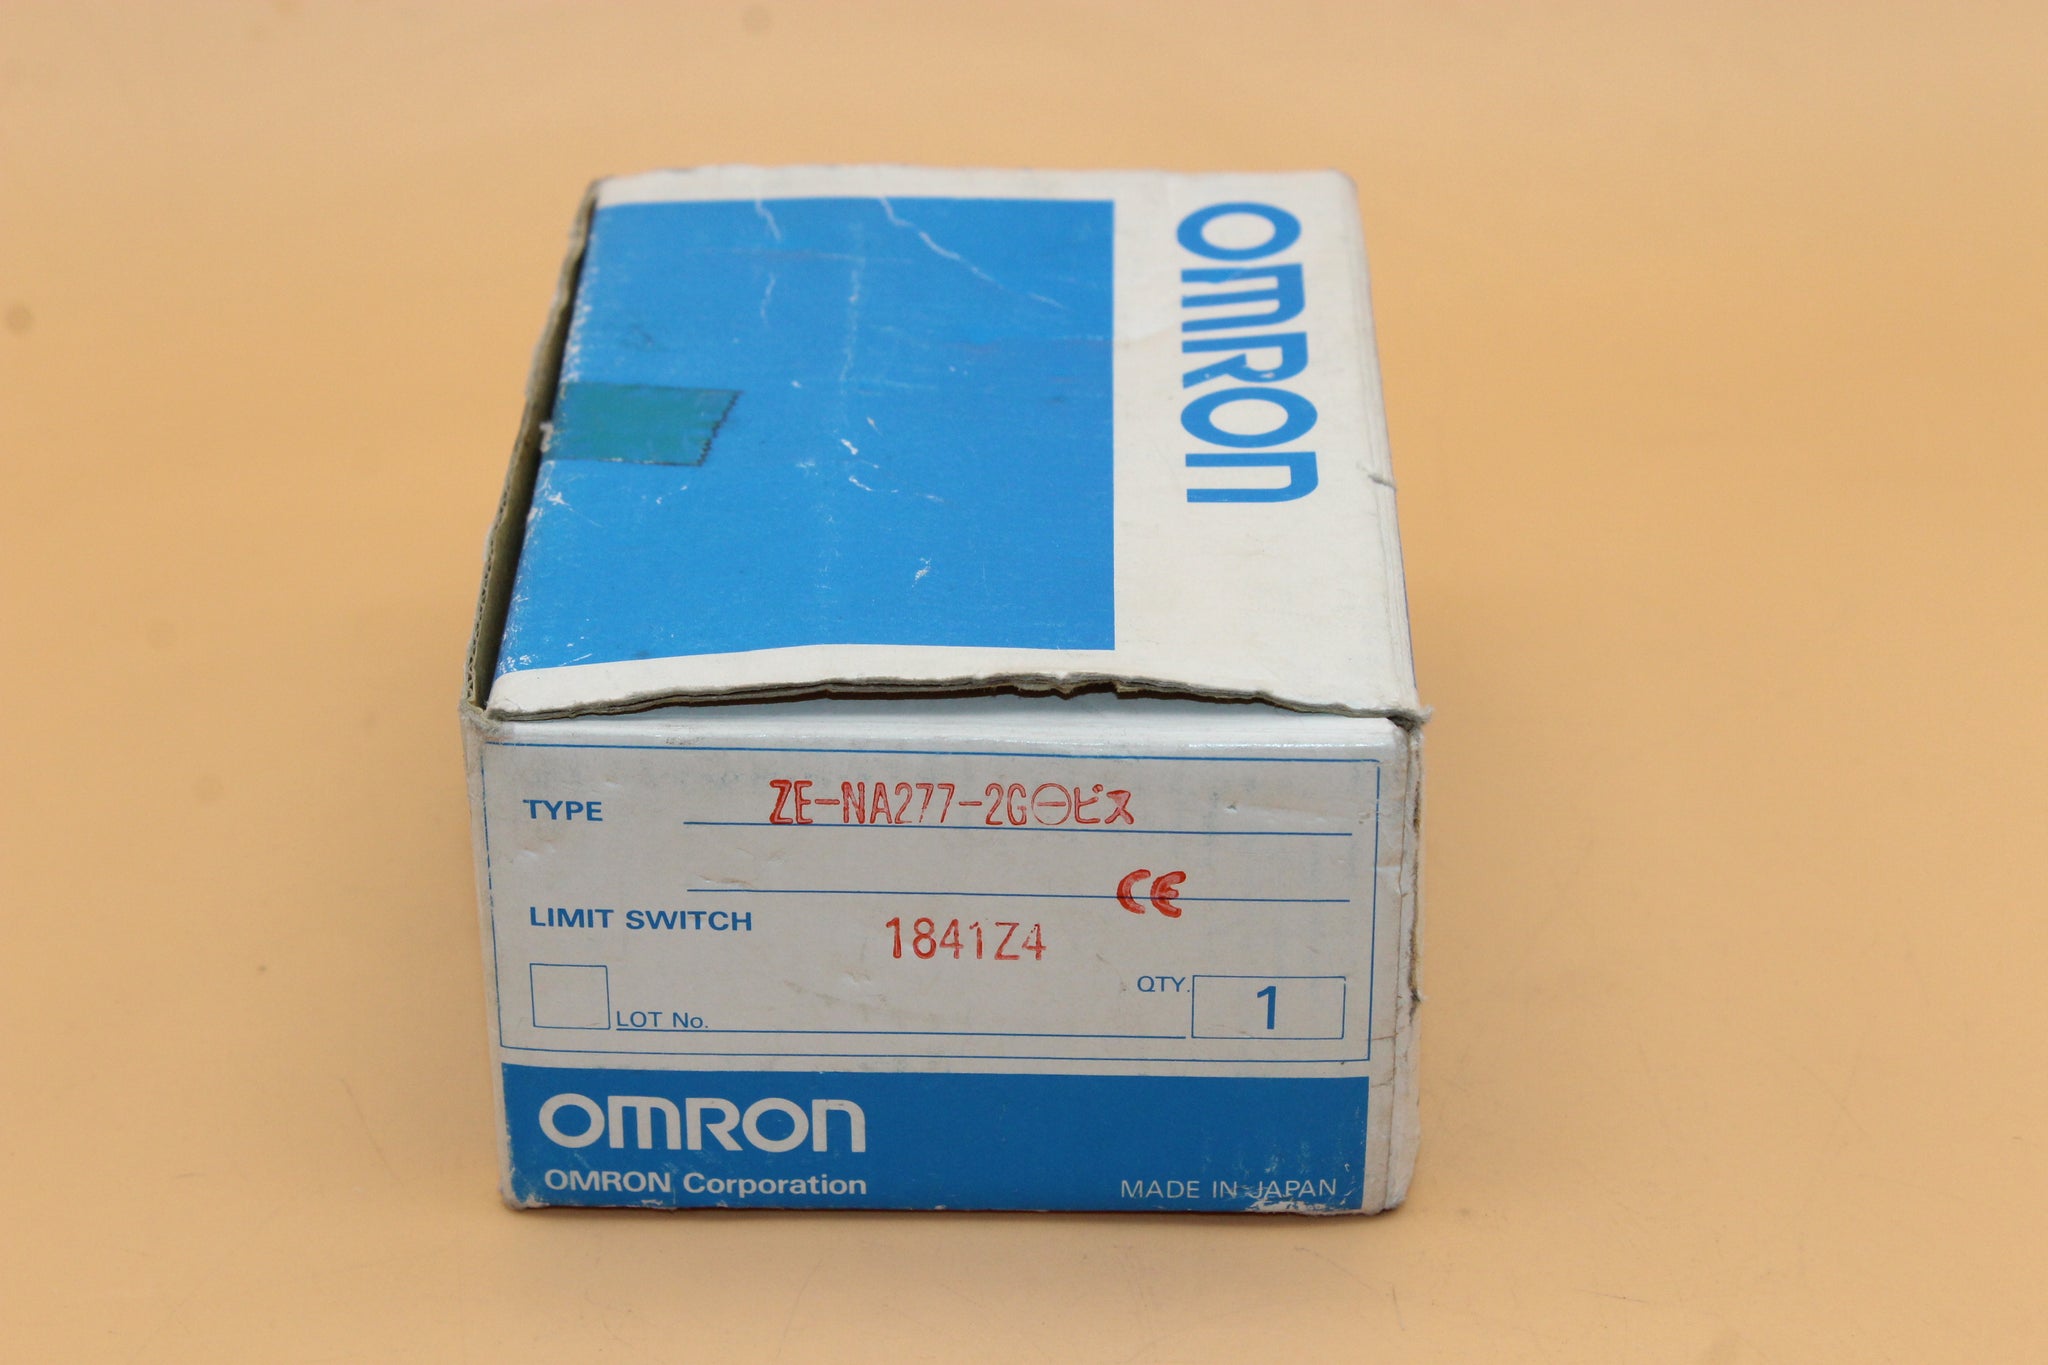 OMRON
TYPE ZE-NA277-2G⊖ビス
CE
LIMIT SWITCH 1841Z4
QTY. 1
LOT No.
OMRON
OMRON Corporation
MADE IN JAPAN